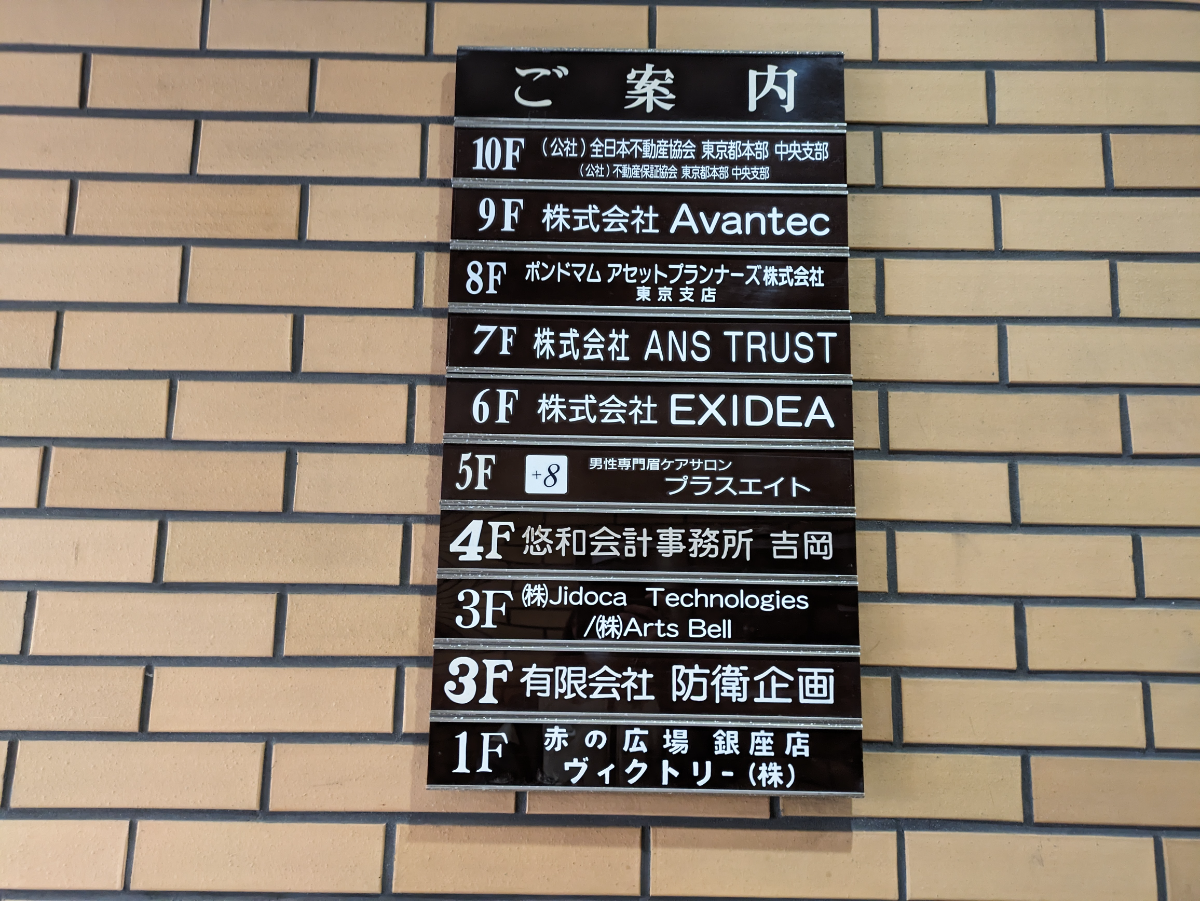 ご案内
10F （公社）全日本不動産協会 東京都本部 中央支部
（公社）不動産保証協会 東京都本部 中央支部
9F 株式会社 Avantec
8F ボンドマム アセットプランナーズ株式会社
東京支店
7F 株式会社 ANS TRUST
6F 株式会社 EXIDEA
5F +8 男性専門眉ケアサロン
プラスエイト
4F 悠和会計事務所 吉岡
3F ㈱Jidoca Technologies
/㈱Arts Bell
3F 有限会社 防衛企画
1F 赤の広場 銀座店
ヴィクトリー（株）